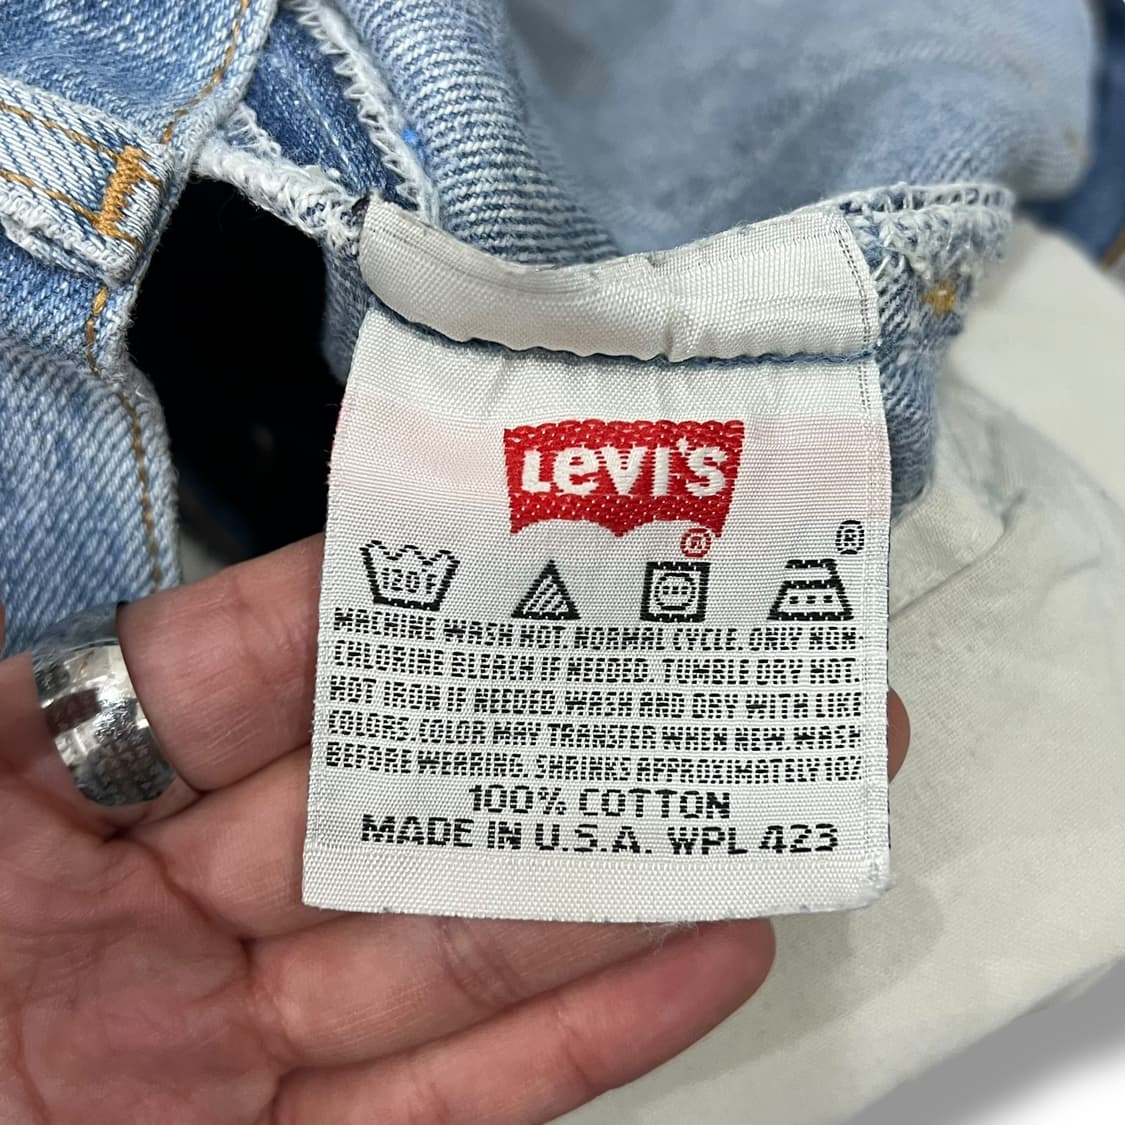 LEVI'S
®
®
120°F
MACHINE WASH HOT. NORMAL CYCLE. ONLY NON-
CHLORINE BLEACH IF NEEDED. TUMBLE DRY HOT.
HOT IRON IF NEEDED. WASH AND DRY WITH LIKE
COLORS. COLOR MAY TRANSFER WHEN NEW. WASH
BEFORE WEARING. SHRINKS APPROXIMATELY 10%
100% COTTON
MADE IN U.S.A. WPL 423